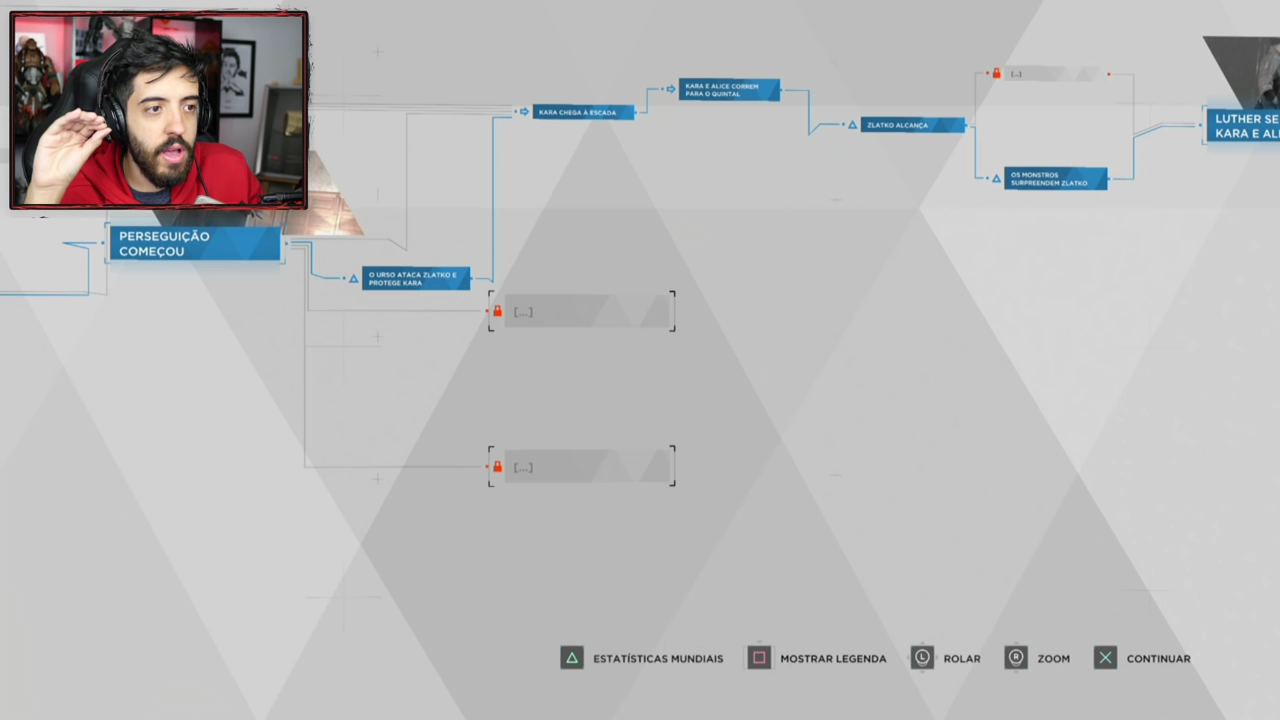 [...]
KARA E ALICE CORREM
PARA O QUINTAL
KARA CHEGA À ESCADA
ZLATKO ALCANÇA
LUTHER SE
KARA E ALI
OS MONSTROS
SURPREENDEM ZLATKO
PERSEGUIÇÃO
COMEÇOU
O URSO ATACA ZLATKO E
PROTEGE KARA
[...]
[...]
ESTATÍSTICAS MUNDIAIS
MOSTRAR LEGENDA
L
ROLAR
R
ZOOM
CONTINUAR